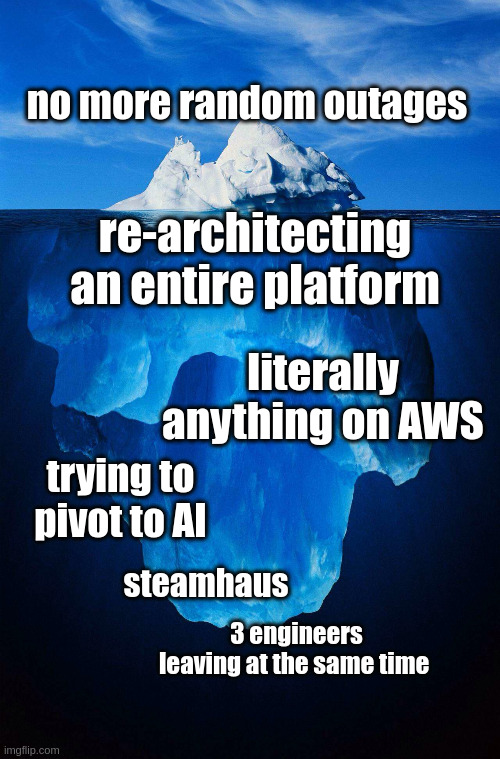 no more random outages
re-architecting
an entire platform
literally
anything on AWS
trying to
pivot to AI
steamhaus
3 engineers
leaving at the same time
imgflip.com